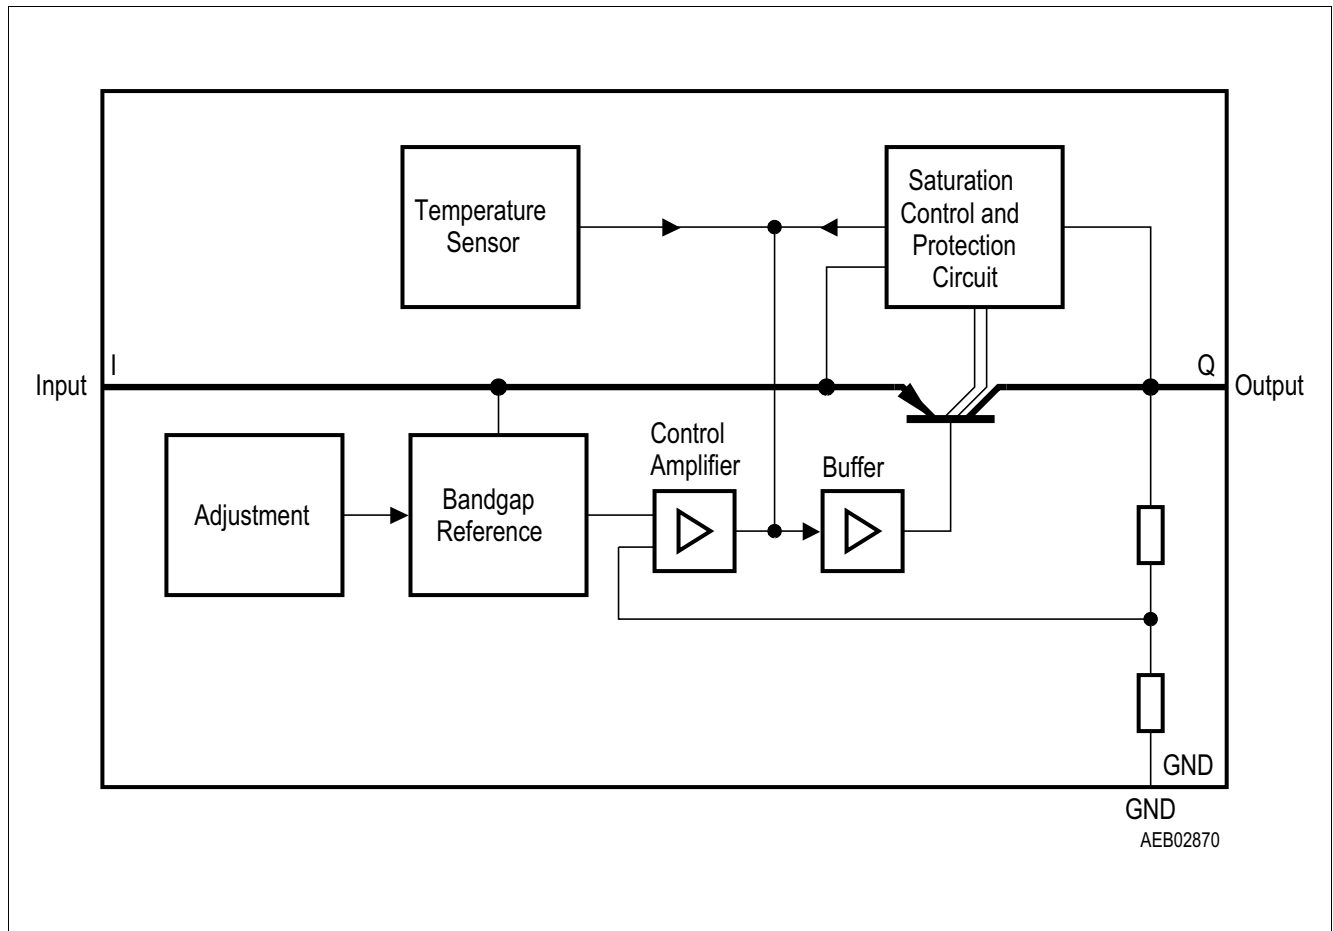 Temperature
Sensor
Saturation
Control and
Protection
Circuit
I
Q
Input
Output
Adjustment
Bandgap
Reference
Control
Amplifier
Buffer
GND
GND
AEB02870